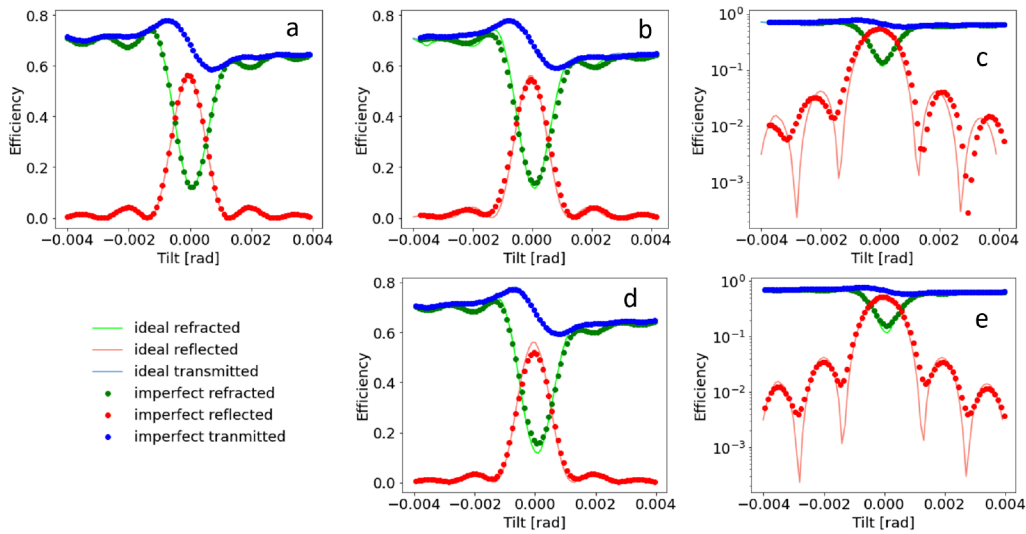 a
0.8
0.6
0.4
0.2
0.0
Efficiency
−0.004 −0.002 0.000 0.002 0.004
Tilt [rad]
b
0.8
0.6
0.4
0.2
0.0
Efficiency
−0.004 −0.002 0.000 0.002 0.004
Tilt [rad]
c
10⁰
10⁻¹
10⁻²
10⁻³
Efficiency
−0.004 −0.002 0.000 0.002 0.004
Tilt [rad]
ideal refracted
ideal reflected
ideal transmitted
imperfect refracted
imperfect reflected
imperfect tranmitted
d
0.8
0.6
0.4
0.2
0.0
Efficiency
−0.004 −0.002 0.000 0.002 0.004
Tilt [rad]
e
10⁰
10⁻¹
10⁻²
10⁻³
Efficiency
−0.004 −0.002 0.000 0.002 0.004
Tilt [rad]